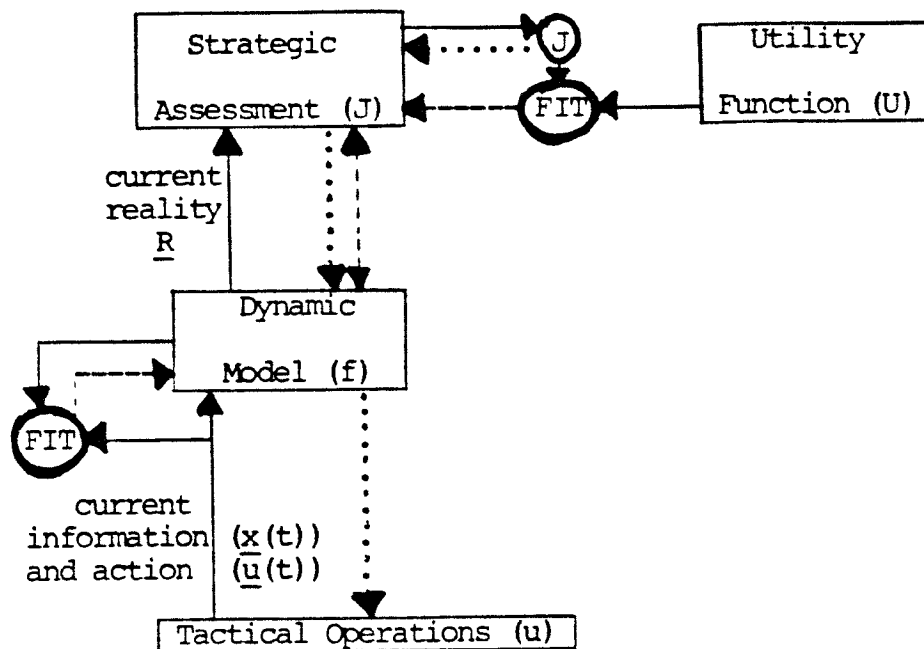 Strategic
Assessment (J)
J
FIT
Utility
Function (U)
current
reality
R
Dynamic
Model (f)
FIT
current
information (x(t))
and action (u(t))
Tactical Operations (u)